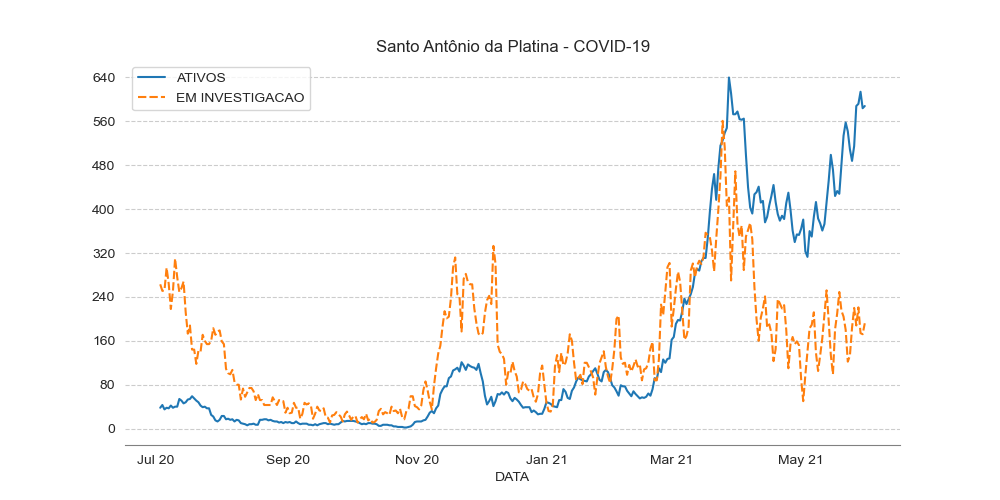 Santo Antônio da Platina - COVID-19
ATIVOS
EM INVESTIGACAO
640
560
480
400
320
240
160
80
0
Jul 20 Sep 20 Nov 20 Jan 21 Mar 21 May 21
DATA